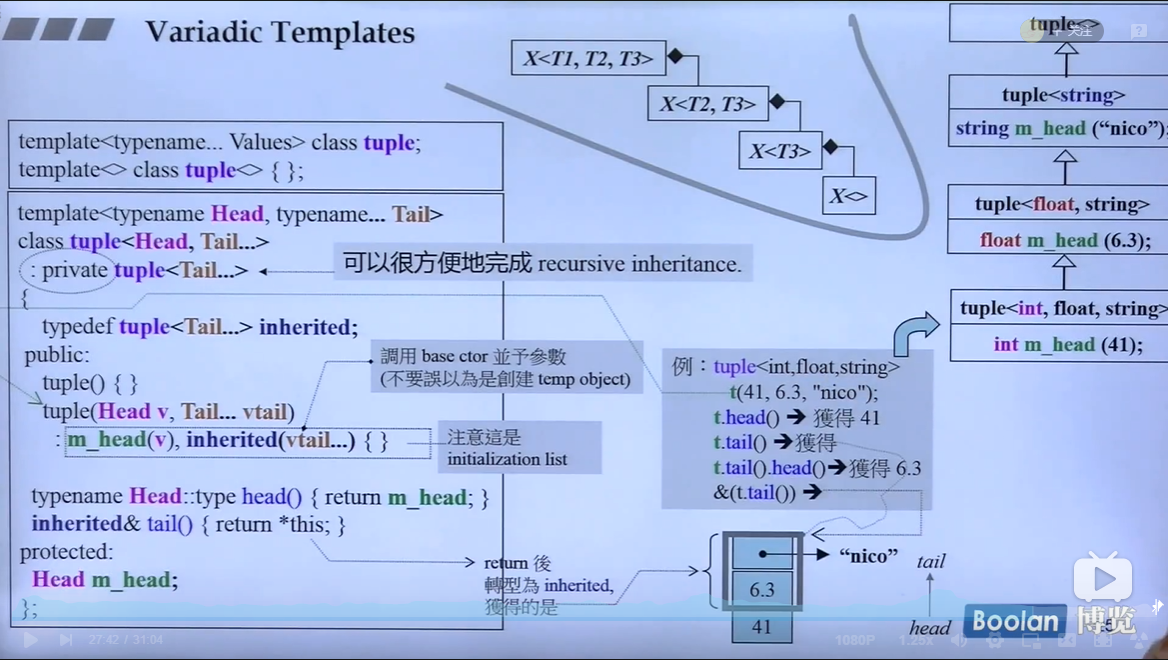 Variadic Templates
X<T1, T2, T3>
X<T2, T3>
X<T3>
X<>
tuple<>
关注
tuple<string>
string m_head (“nico”);
tuple<float, string>
float m_head (6.3);
tuple<int, float, string>
int m_head (41);
template<typename... Values> class tuple;
template<> class tuple<> { };
template<typename Head, typename... Tail>
class tuple<Head, Tail...>
: private tuple<Tail...>
可以很方便地完成 recursive inheritance.
{
typedef tuple<Tail...> inherited;
public:
tuple() { }
tuple(Head v, Tail... vtail)
: m_head(v), inherited(vtail...) { }
調用 base ctor 並予參數
(不要誤以為是創建 temp object)
注意這是
initialization list
typename Head::type head() { return m_head; }
inherited& tail() { return *this; }
protected:
Head m_head;
};
return 後
轉型為 inherited,
獲得的是
例：tuple<int,float,string>
t(41, 6.3, "nico");
t.head() ➔ 獲得 41
t.tail() ➔獲得
t.tail().head()➔獲得 6.3
&(t.tail()) ➔
“nico”
6.3
41
tail
head
Boolan 博览
27:42 / 31:04
1080P
1.25x